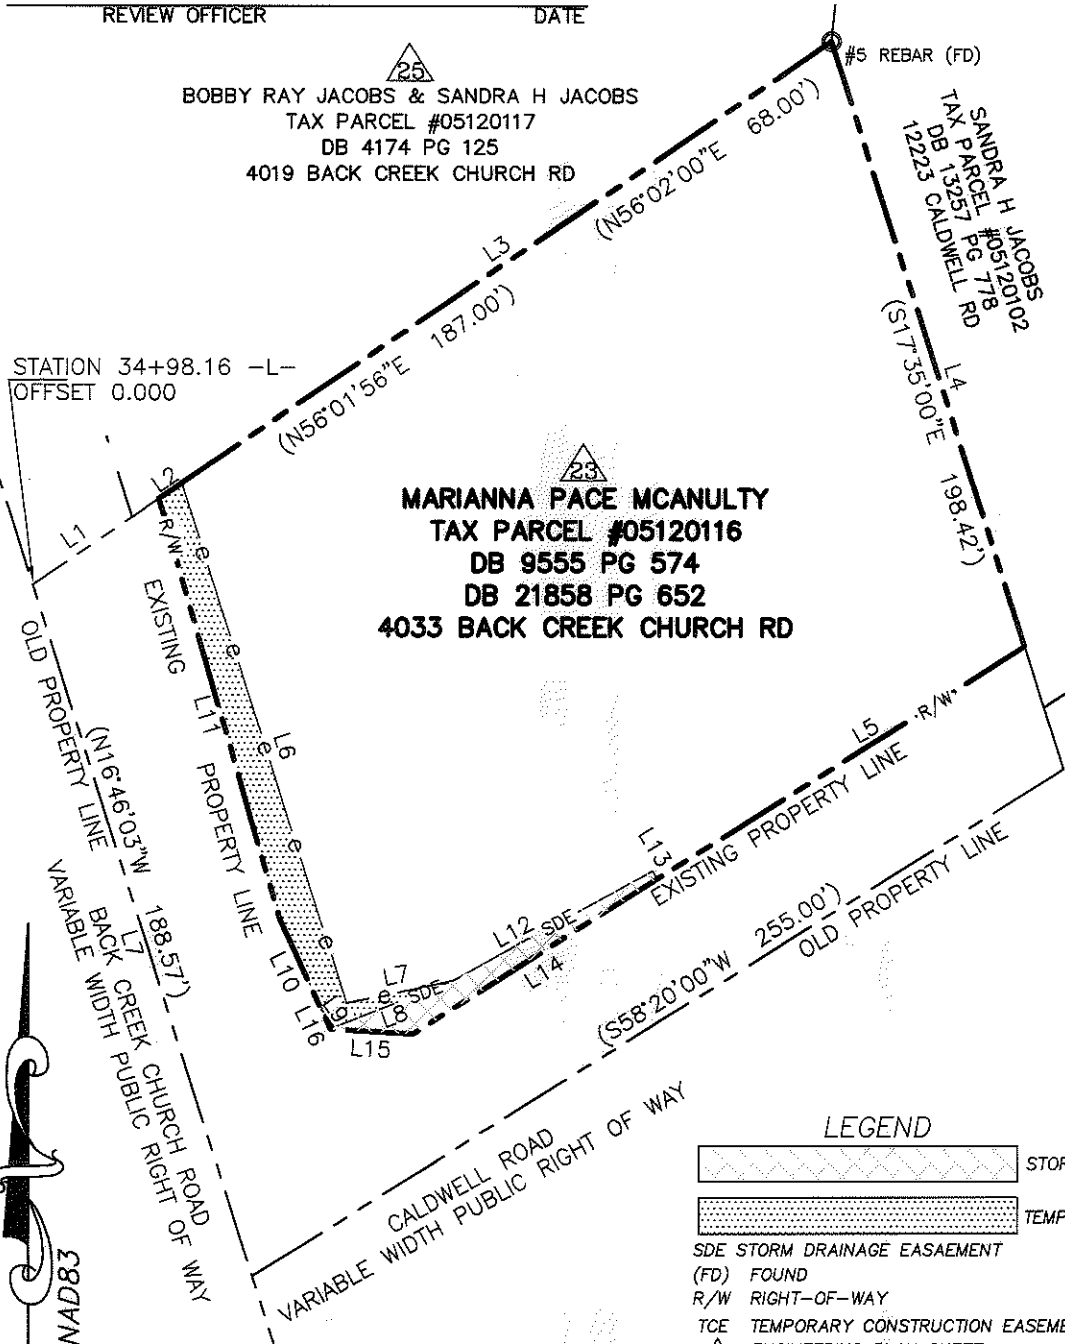 REVIEW OFFICER DATE
25
BOBBY RAY JACOBS & SANDRA H JACOBS
TAX PARCEL #05120117
DB 4174 PG 125
4019 BACK CREEK CHURCH RD
#5 REBAR (FD)
SANDRA H JACOBS
TAX PARCEL #05120102
DB 13257 PG 778
12223 CALDWELL RD
(N56°02'00"E 68.00')
L3
(N56°01'56"E 187.00')
L4
(S17°35'00"E 198.42')
STATION 34+98.16 -L-
OFFSET 0.000
L2
L1
R/W
23
MARIANNA PACE MCANULTY
TAX PARCEL #05120116
DB 9555 PG 574
DB 21858 PG 652
4033 BACK CREEK CHURCH RD
e
e
e
e
e
L6
EXISTING L11 PROPERTY LINE
OLD PROPERTY LINE
(N16°46'03"W 188.57')
L7
BACK CREEK CHURCH ROAD
VARIABLE WIDTH PUBLIC RIGHT OF WAY
L5
R/W
EXISTING PROPERTY LINE
L13
L12
SDE
L14
L7
e
SDE
L8
L9
L10
L16
L15
(S58°20'00"W 255.00')
OLD PROPERTY LINE
CALDWELL ROAD
VARIABLE WIDTH PUBLIC RIGHT OF WAY
NAD83
LEGEND
STOR
TEMP
SDE STORM DRAINAGE EASAEMENT
(FD) FOUND
R/W RIGHT-OF-WAY
TCE TEMPORARY CONSTRUCTION EASEME